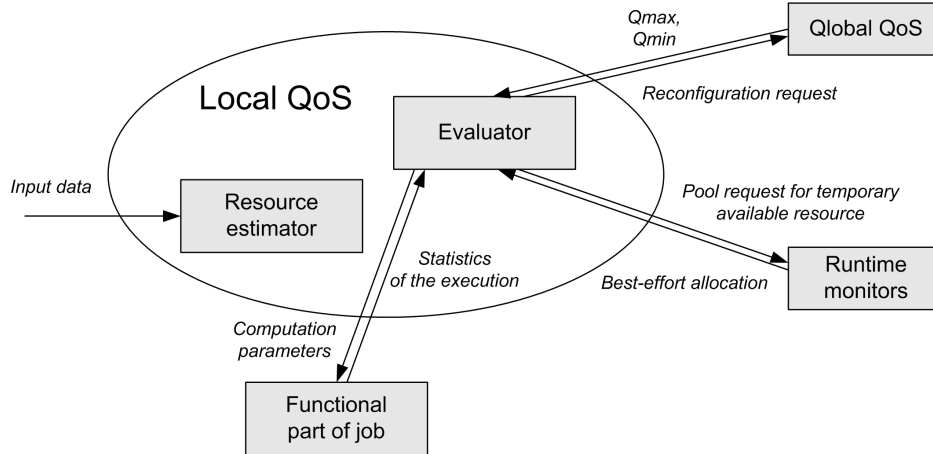 Qmax,
Qmin
Qlobal QoS
Reconfiguration request
Local QoS
Evaluator
Input data
Resource
estimator
Pool request for temporary
available resource
Statistics
of the execution
Best-effort allocation
Runtime
monitors
Computation
parameters
Functional
part of job